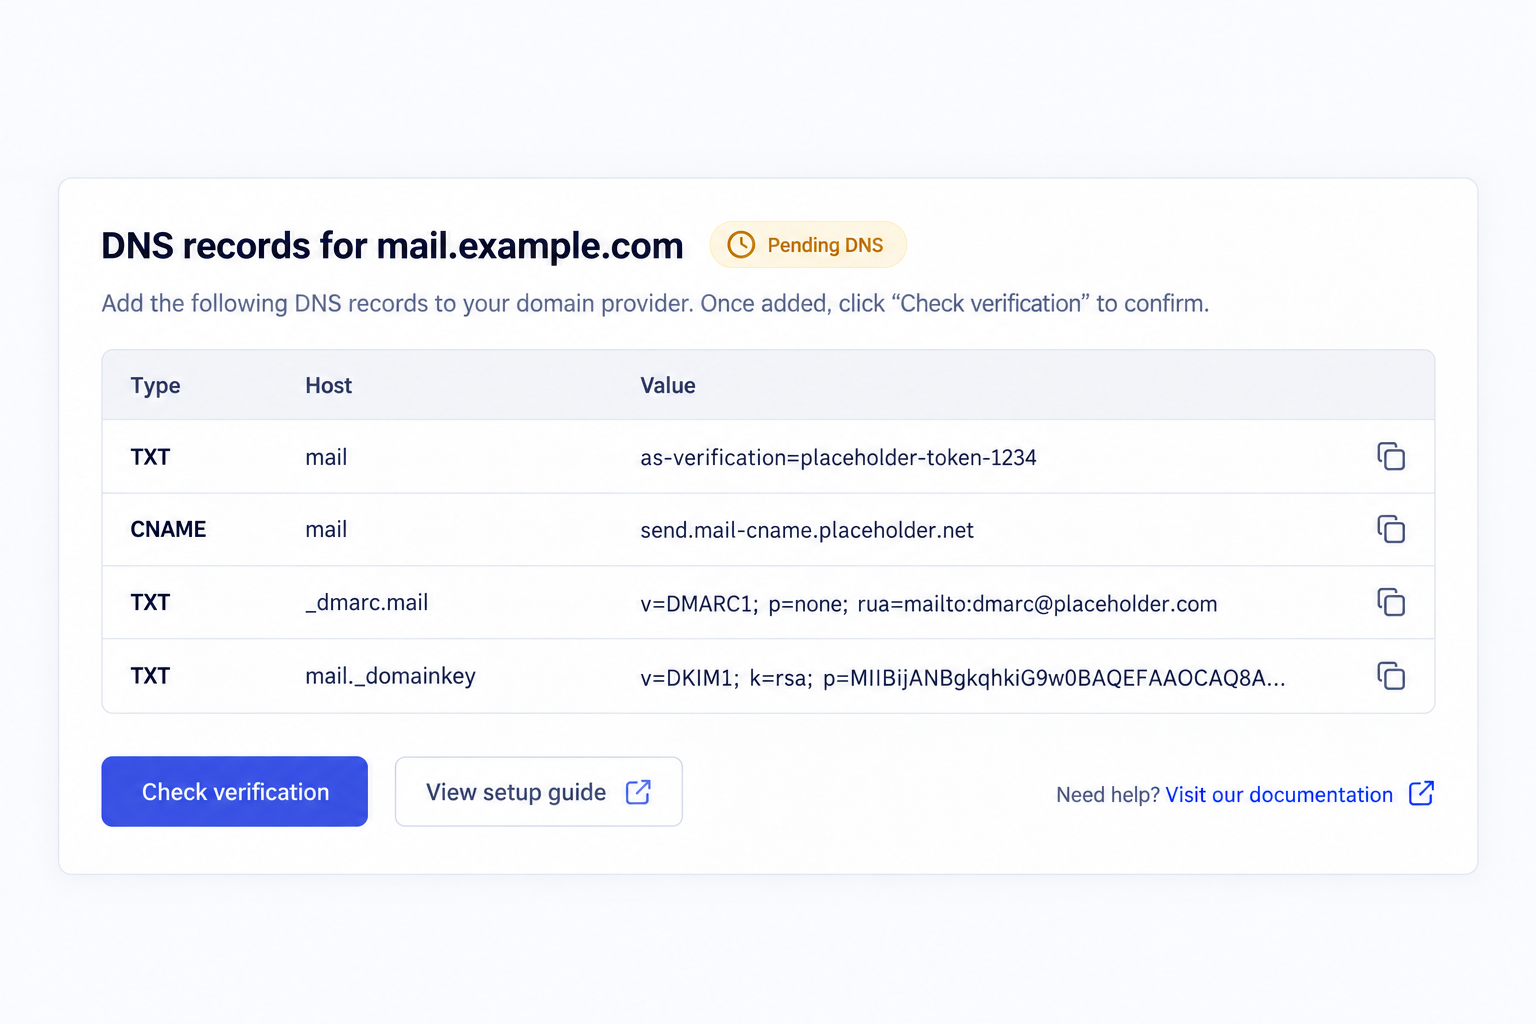 DNS records for mail.example.com Pending DNS
Add the following DNS records to your domain provider. Once added, click “Check verification” to confirm.
Type Host Value
TXT mail as-verification=placeholder-token-1234
CNAME mail send.mail-cname.placeholder.net
TXT _dmarc.mail v=DMARC1; p=none; rua=mailto:dmarc@placeholder.com
TXT mail._domainkey v=DKIM1; k=rsa; p=MIIBijANBgkqhkiG9w0BAQEFAAOCAQ8A...
Check verification View setup guide Need help? Visit our documentation